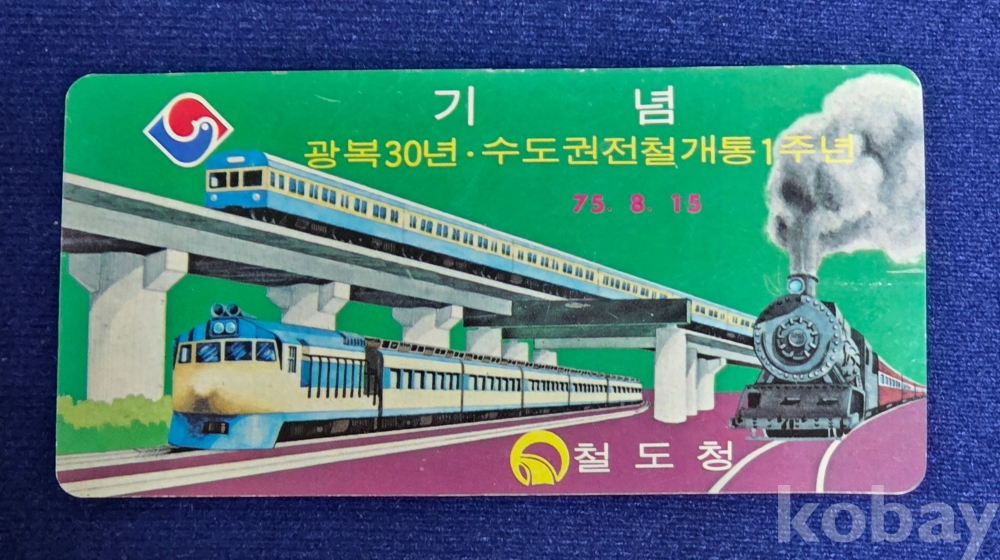 기 념
광복30년·수도권전철개통1주년
75. 8. 15
철도청
kobay